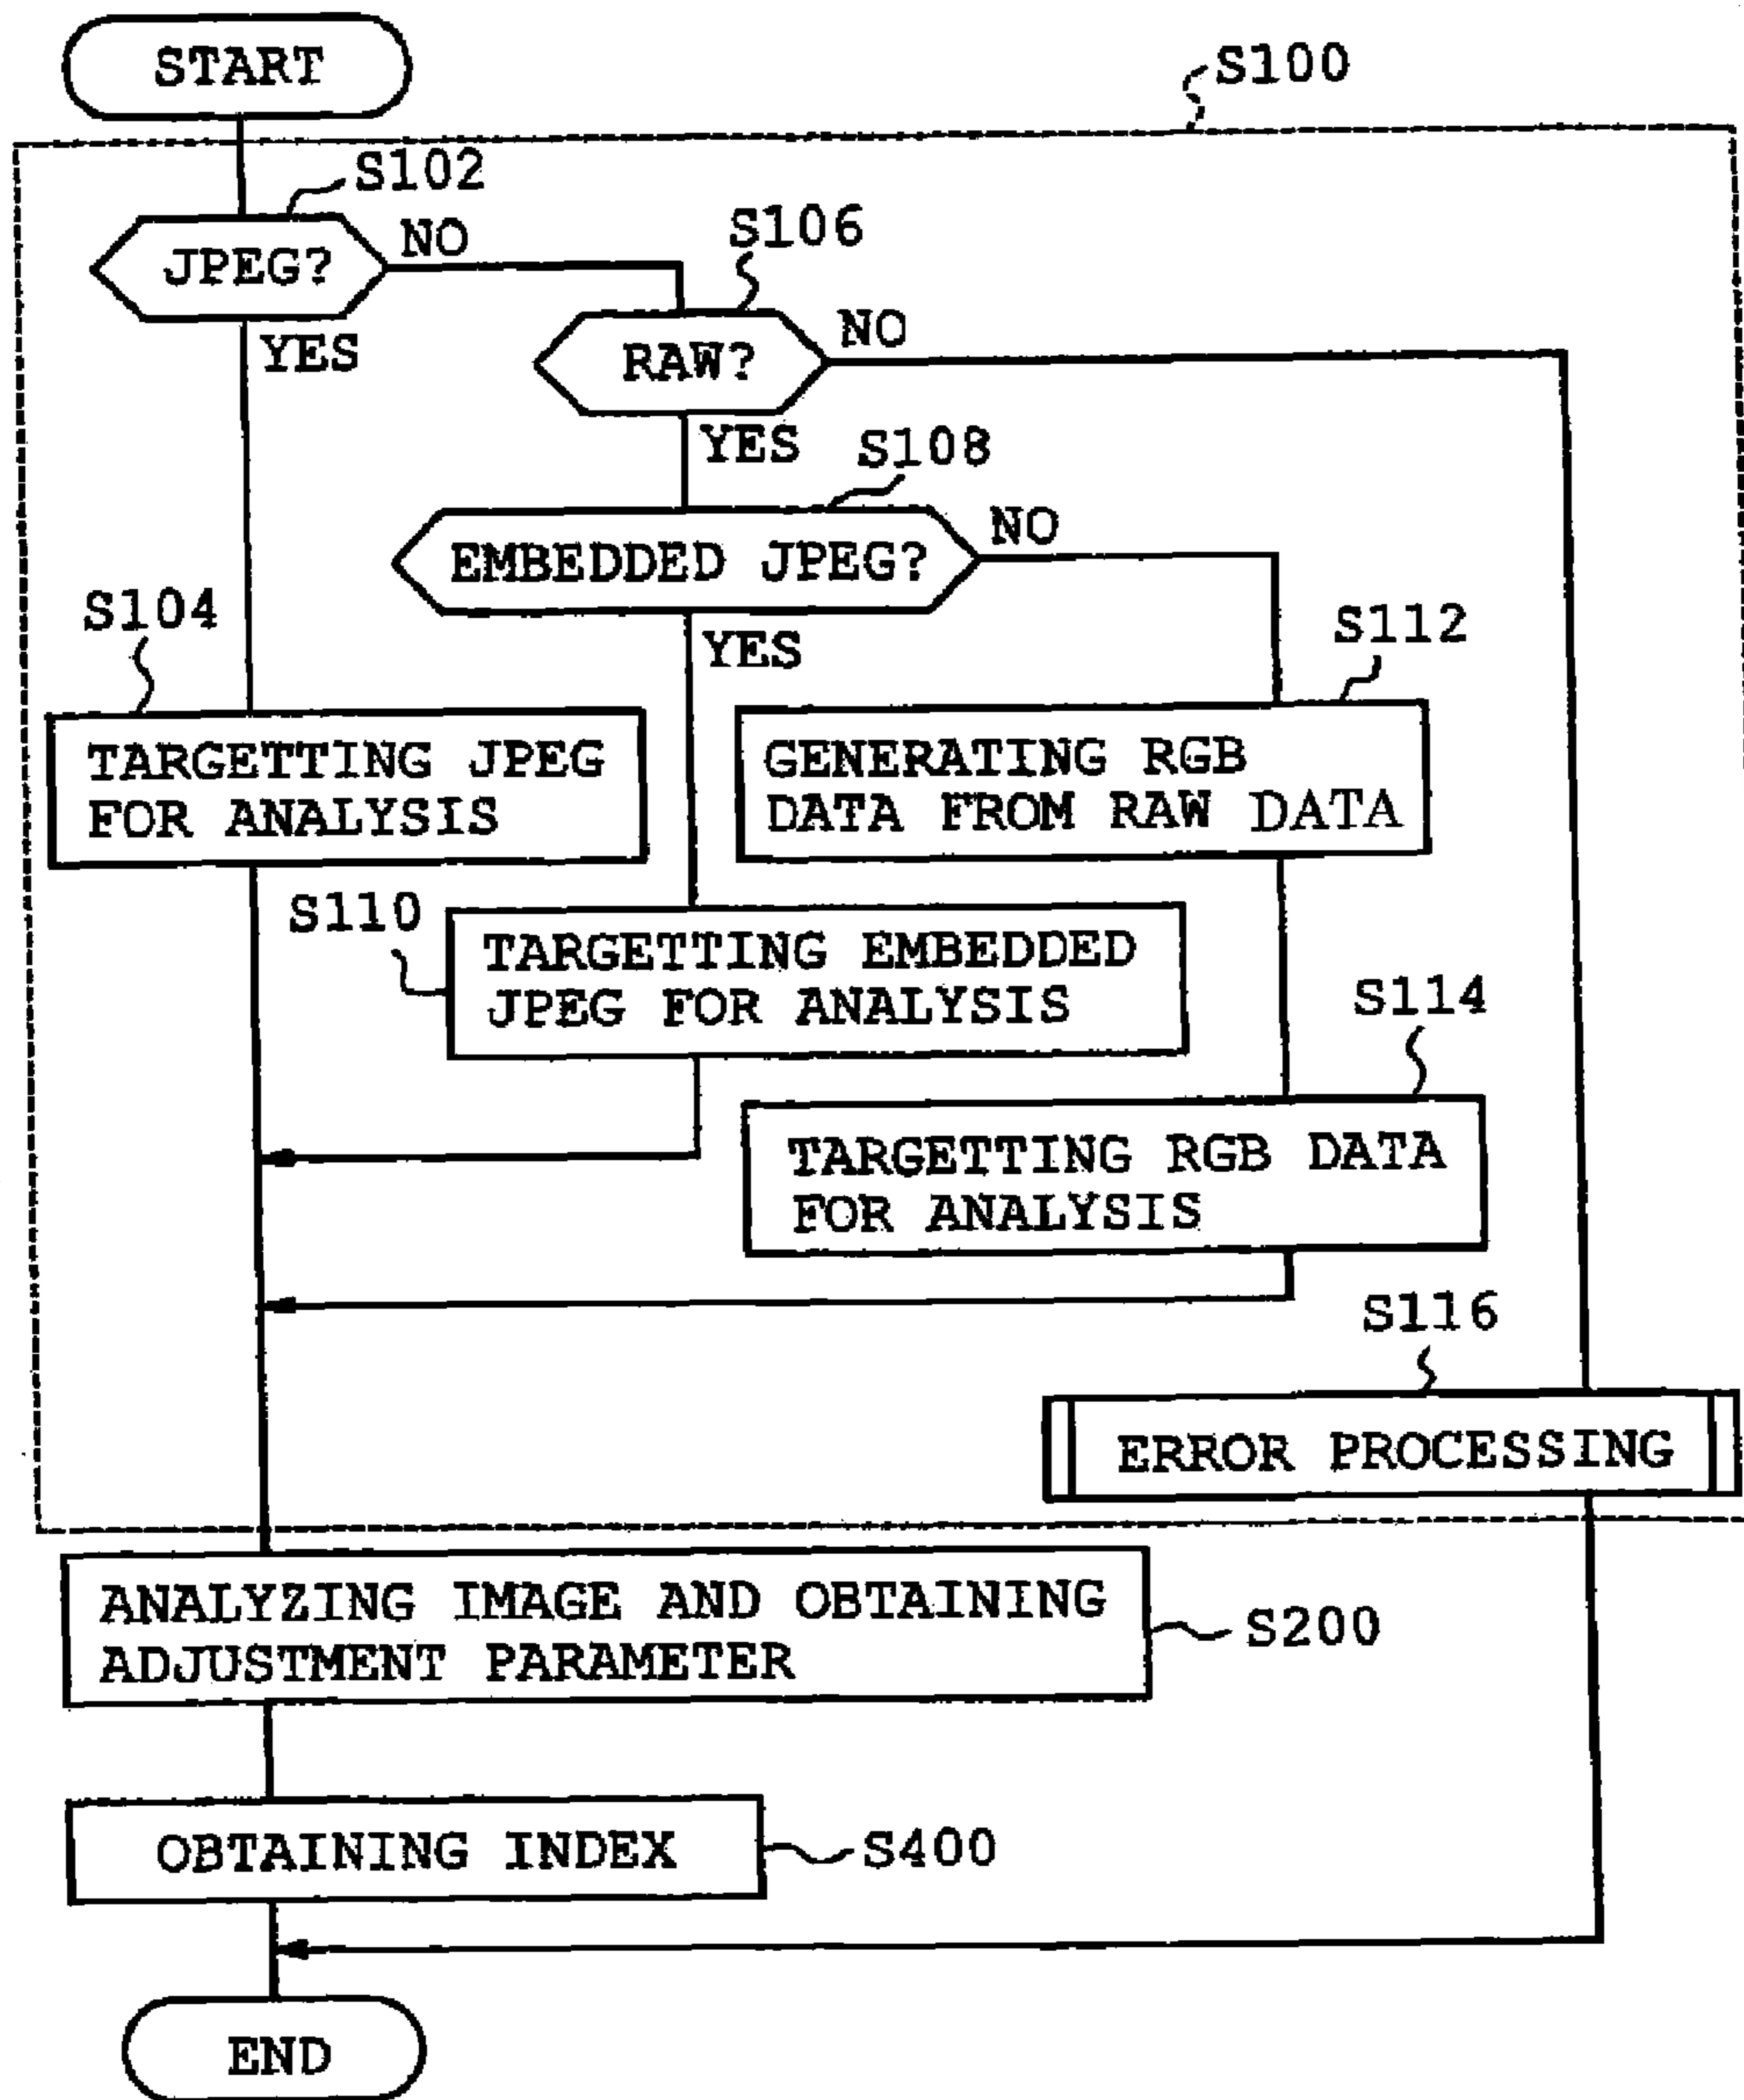 START
S100
S102
JPEG?
NO
S106
YES
RAW?
NO
YES
S108
EMBEDDED JPEG?
NO
S104
YES
S112
TARGETTING JPEG
FOR ANALYSIS
GENERATING RGB
DATA FROM RAW DATA
S110
TARGETTING EMBEDDED
JPEG FOR ANALYSIS
S114
TARGETTING RGB DATA
FOR ANALYSIS
S116
ERROR PROCESSING
ANALYZING IMAGE AND OBTAINING
ADJUSTMENT PARAMETER
S200
OBTAINING INDEX
S400
END